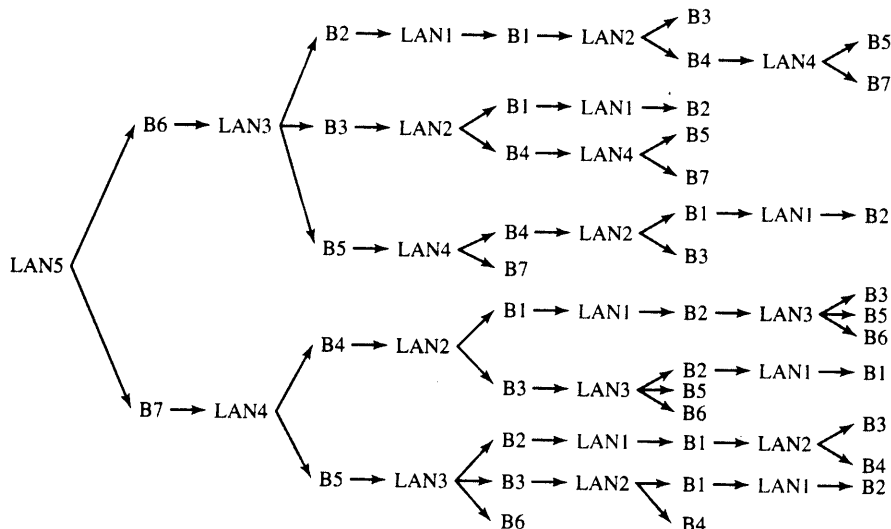 B3
B2 LAN1 B1 LAN2 B5
B4 LAN4
B7
B1 LAN1 B2
B6 LAN3 B3 LAN2 B5
B4 LAN4
B7
B1 LAN1 B2
B4 LAN2
B5 LAN4 B3
B7
LAN5
B3
B1 LAN1 B2 LAN3 B5
B6
B4 LAN2
B2 LAN1 B1
B3 LAN3 B5
B6
B7 LAN4
B3
B2 LAN1 B1 LAN2
B4
B5 LAN3 B3 LAN2 B1 LAN1 B2
B6 B4